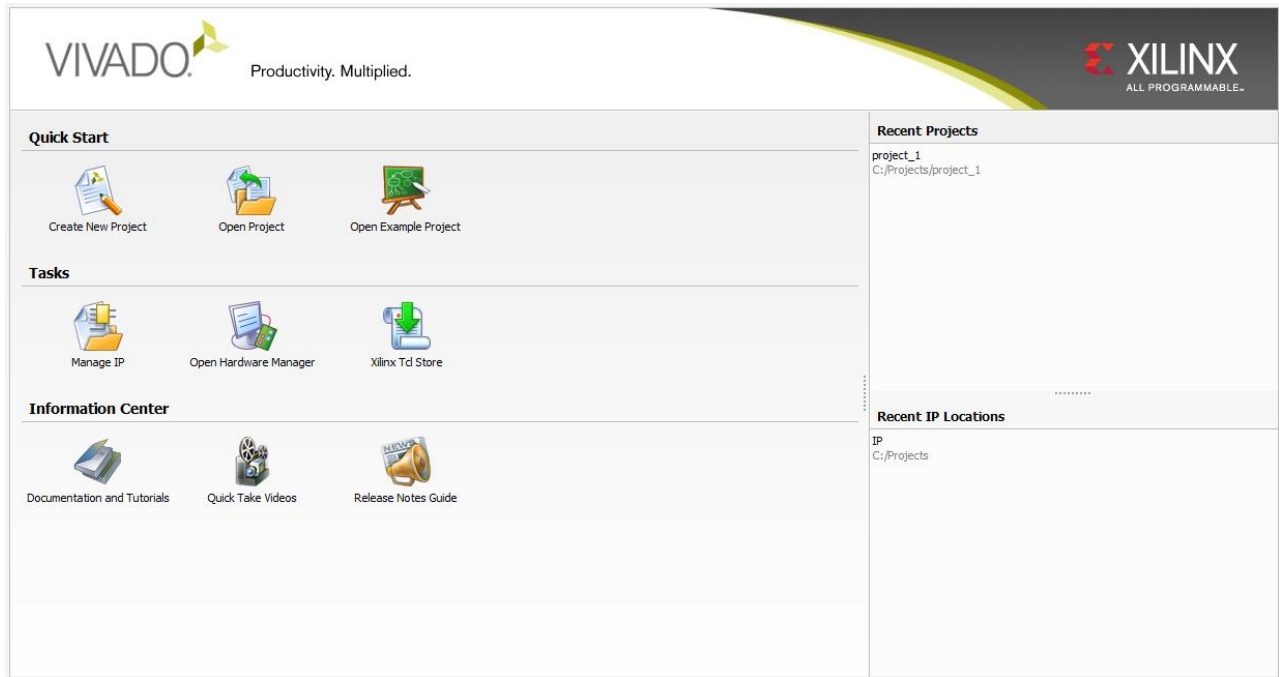 VIVADO.
Productivity. Multiplied.
XILINX
ALL PROGRAMMABLE™
Quick Start
Create New Project
Open Project
Open Example Project
Tasks
Manage IP
Open Hardware Manager
Xilinx Tcl Store
Information Center
NEWS
Documentation and Tutorials
Quick Take Videos
Release Notes Guide
Recent Projects
project_1
C:/Projects/project_1
Recent IP Locations
IP
C:/Projects